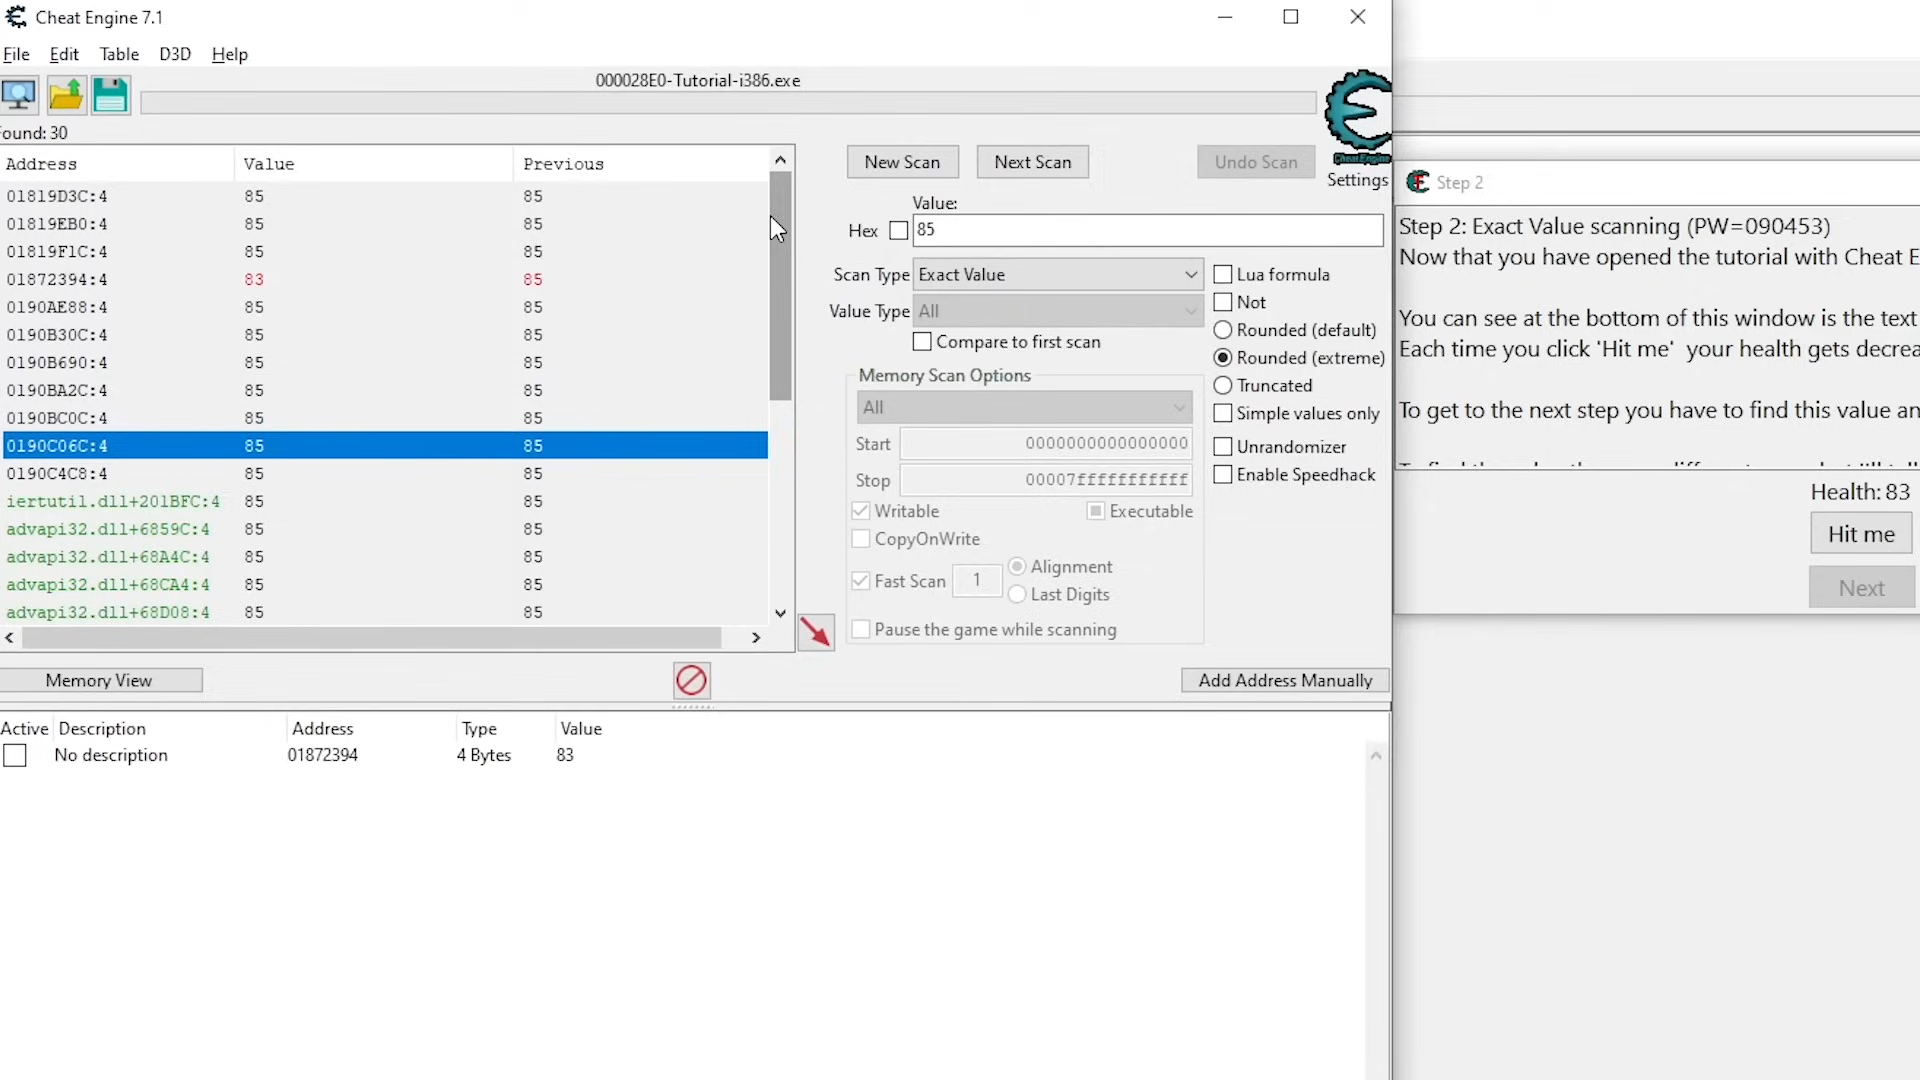 Cheat Engine 7.1
File Edit Table D3D Help
000028E0-Tutorial-i386.exe
ound: 30
Address Value Previous
01819D3C:4 85 85
01819EB0:4 85 85
01819F1C:4 85 85
01872394:4 83 85
0190AE88:4 85 85
0190B30C:4 85 85
0190B690:4 85 85
0190BA2C:4 85 85
0190BC0C:4 85 85
0190C06C:4 85 85
0190C4C8:4 85 85
iertutil.dll+201BFC:4 85 85
advapi32.dll+6859C:4 85 85
advapi32.dll+68A4C:4 85 85
advapi32.dll+68CA4:4 85 85
advapi32.dll+68D08:4 85 85
New Scan Next Scan Undo Scan
Cheat Engine
Settings
Value:
Hex 85
Scan Type Exact Value Lua formula
Value Type All Not
Rounded (default)
Compare to first scan
Rounded (extreme)
Memory Scan Options
Truncated
All
Simple values only
Start 0000000000000000
Unrandomizer
Stop 00007fffffffffff
Enable Speedhack
Writable Executable
CopyOnWrite
Fast Scan 1 Alignment
Last Digits
Pause the game while scanning
Memory View Add Address Manually
Active Description Address Type Value
No description 01872394 4 Bytes 83
Step 2
Step 2: Exact Value scanning (PW=090453)
Now that you have opened the tutorial with Cheat E
You can see at the bottom of this window is the text
Each time you click 'Hit me' your health gets decrea
To get to the next step you have to find this value an
Health: 83
Hit me
Next